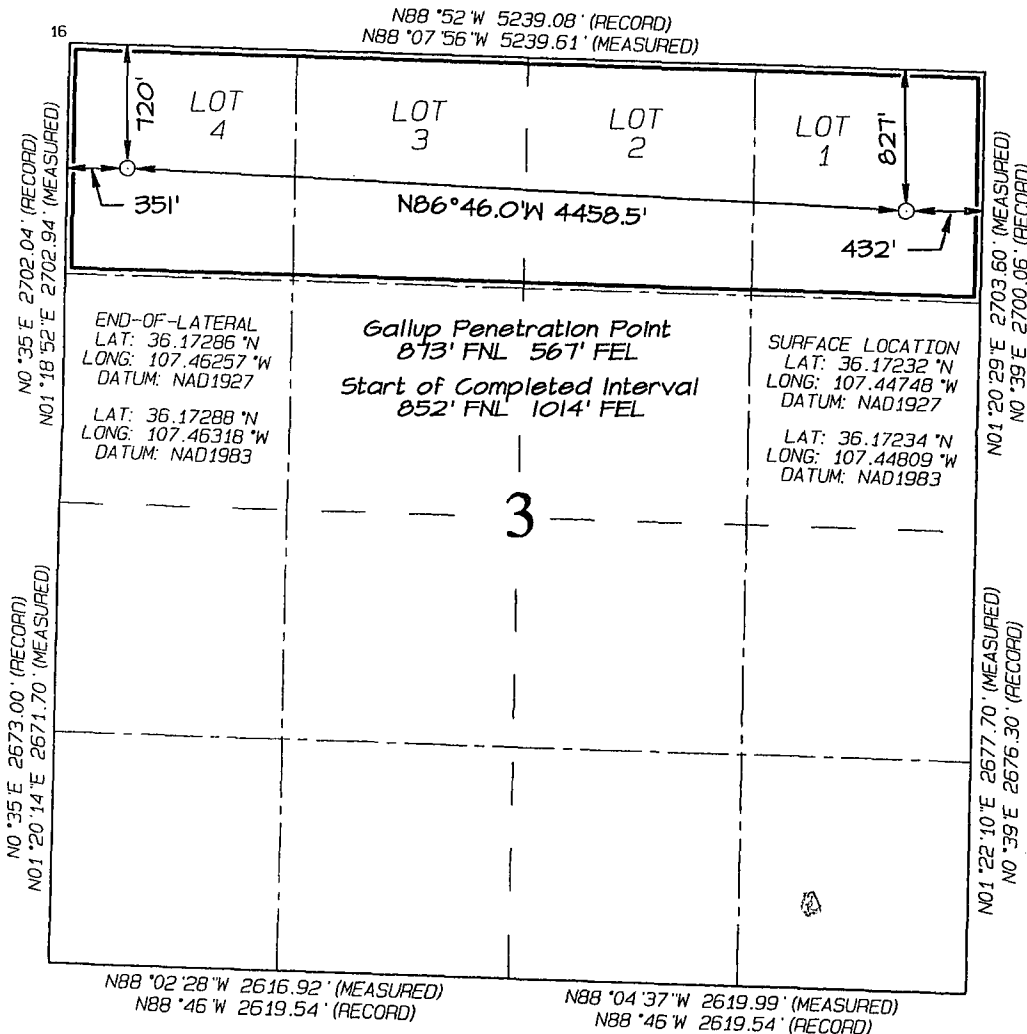 N88°52'W 5239.08' (RECORD)
N88°07'56"W 5239.61' (MEASURED)
16
LOT
4
LOT
3
LOT
2
LOT
1
720'
827'
351'
N86°46.0'W 4458.5'
432'
N0°35'E 2702.04' (RECORD)
N01°18'52"E 2702.94' (MEASURED)
N01°20'29"E 2703.60' (MEASURED)
N0°39'E 2700.06' (RECORD)
END-OF-LATERAL
LAT: 36.17286°N
LONG: 107.46257°W
DATUM: NAD1927
LAT: 36.17288°N
LONG: 107.46318°W
DATUM: NAD1983
Gallup Penetration Point
873' FNL 567' FEL
Start of Completed Interval
852' FNL 1014' FEL
SURFACE LOCATION
LAT: 36.17232°N
LONG: 107.44748°W
DATUM: NAD1927
LAT: 36.17234°N
LONG: 107.44809°W
DATUM: NAD1983
3
N0°35'E 2673.00' (RECORD)
N01°20'14"E 2671.70' (MEASURED)
N01°22'10"E 2677.70' (MEASURED)
N0°39'E 2676.30' (RECORD)
N88°02'28"W 2616.92' (MEASURED)
N88°46'W 2619.54' (RECORD)
N88°04'37"W 2619.99' (MEASURED)
N88°46'W 2619.54' (RECORD)